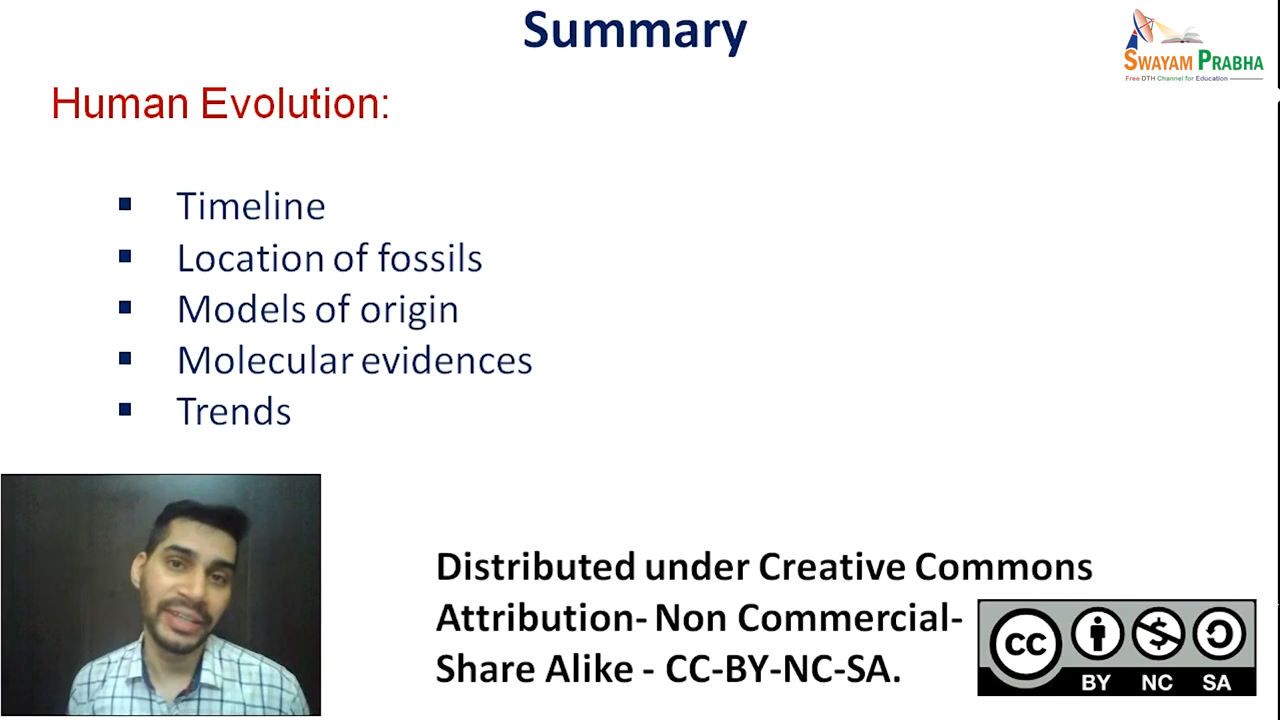 Summary
SWAYAM PRABHA
Free DTH Channel for Education
Human Evolution:
▪ Timeline
▪ Location of fossils
▪ Models of origin
▪ Molecular evidences
▪ Trends
Distributed under Creative Commons
Attribution- Non Commercial-
Share Alike - CC-BY-NC-SA.
CC
BY NC SA